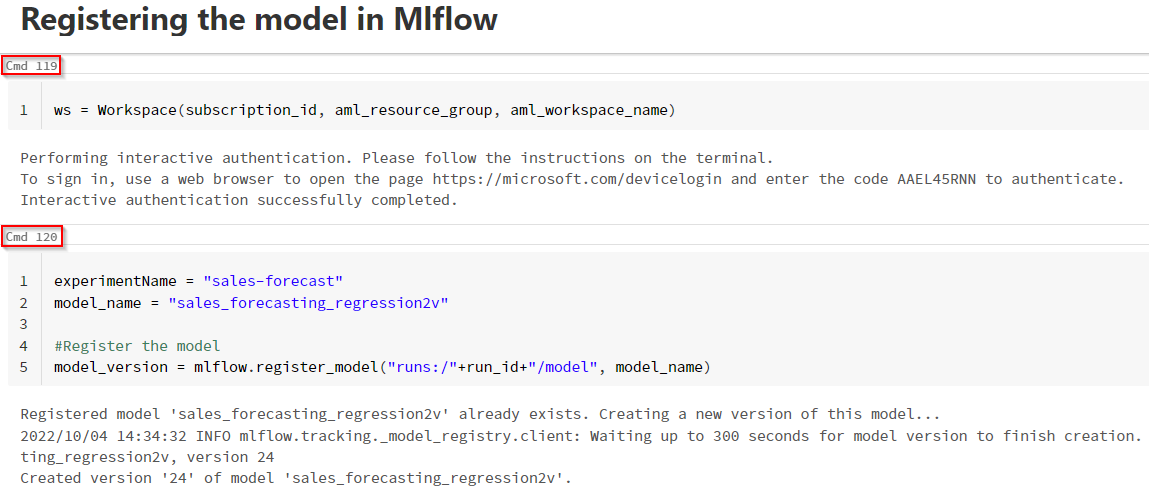 Registering the model in Mlflow
Cmd 119
1 ws = Workspace(subscription_id, aml_resource_group, aml_workspace_name)
Performing interactive authentication. Please follow the instructions on the terminal.
To sign in, use a web browser to open the page https://microsoft.com/devicelogin and enter the code AAEL45RNN to authenticate.
Interactive authentication successfully completed.
Cmd 120
1 experimentName = "sales-forecast"
2 model_name = "sales_forecasting_regression2v"
3
4 #Register the model
5 model_version = mlflow.register_model("runs:/"+run_id+"/model", model_name)
Registered model 'sales_forecasting_regression2v' already exists. Creating a new version of this model...
2022/10/04 14:34:32 INFO mlflow.tracking._model_registry.client: Waiting up to 300 seconds for model version to finish creation.
ting_regression2v, version 24
Created version '24' of model 'sales_forecasting_regression2v'.